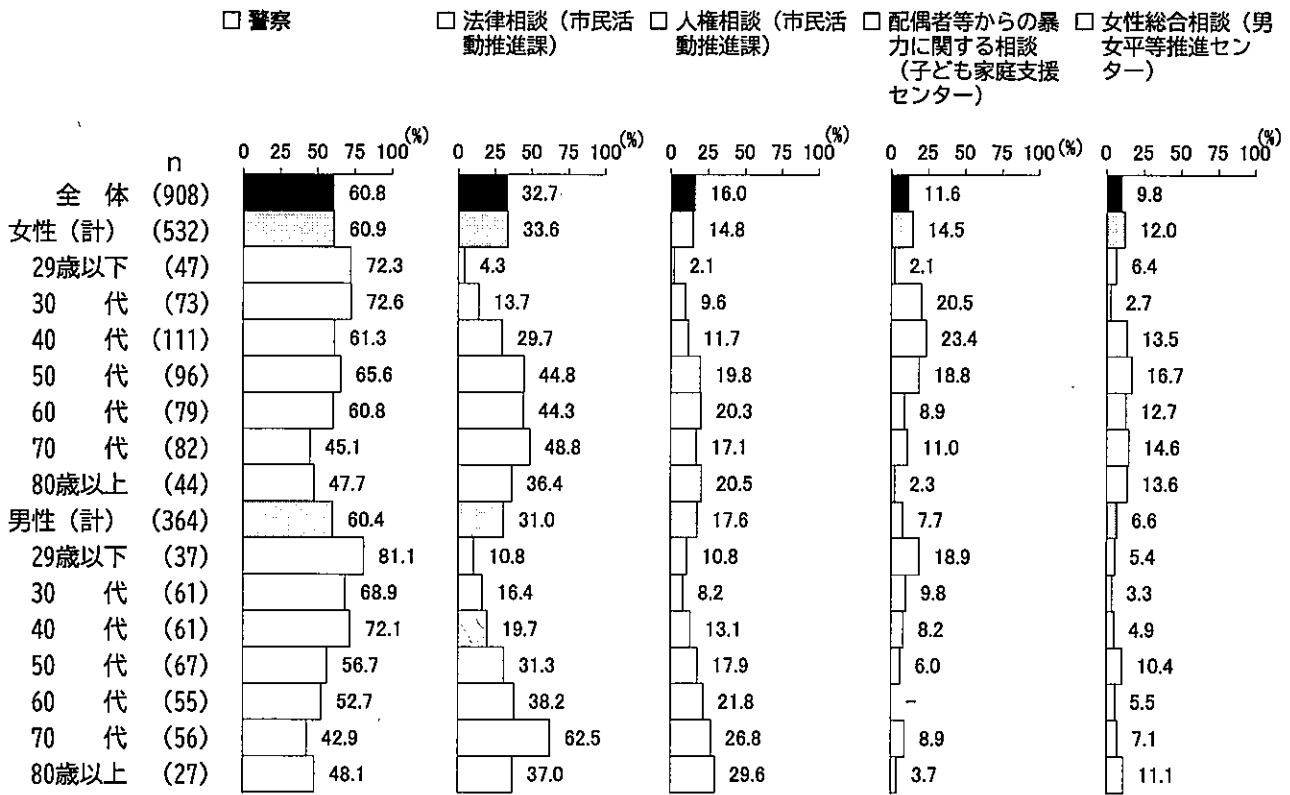 □ 警察
□ 法律相談（市民活
動推進課）
□ 人権相談（市民活
動推進課）
□ 配偶者等からの暴
力に関する相談
（子ども家庭支援
センター）
□ 女性総合相談（男
女平等推進セン
ター）
n 0 25 50 75 100(%) 0 25 50 75 100(%) 0 25 50 75 100(%) 0 25 50 75 100(%) 0 25 50 75 100(%)
全 体 (908) 60.8 32.7 16.0 11.6 9.8
女性（計） (532) 60.9 33.6 14.8 14.5 12.0
29歳以下 (47) 72.3 4.3 2.1 2.1 6.4
30 代 (73) 72.6 13.7 9.6 20.5 2.7
40 代 (111) 61.3 29.7 11.7 23.4 13.5
50 代 (96) 65.6 44.8 19.8 18.8 16.7
60 代 (79) 60.8 44.3 20.3 8.9 12.7
70 代 (82) 45.1 48.8 17.1 11.0 14.6
80歳以上 (44) 47.7 36.4 20.5 2.3 13.6
男性（計） (364) 60.4 31.0 17.6 7.7 6.6
29歳以下 (37) 81.1 10.8 10.8 18.9 5.4
30 代 (61) 68.9 16.4 8.2 9.8 3.3
40 代 (61) 72.1 19.7 13.1 8.2 4.9
50 代 (67) 56.7 31.3 17.9 6.0 10.4
60 代 (55) 52.7 38.2 21.8 - 5.5
70 代 (56) 42.9 62.5 26.8 8.9 7.1
80歳以上 (27) 48.1 37.0 29.6 3.7 11.1